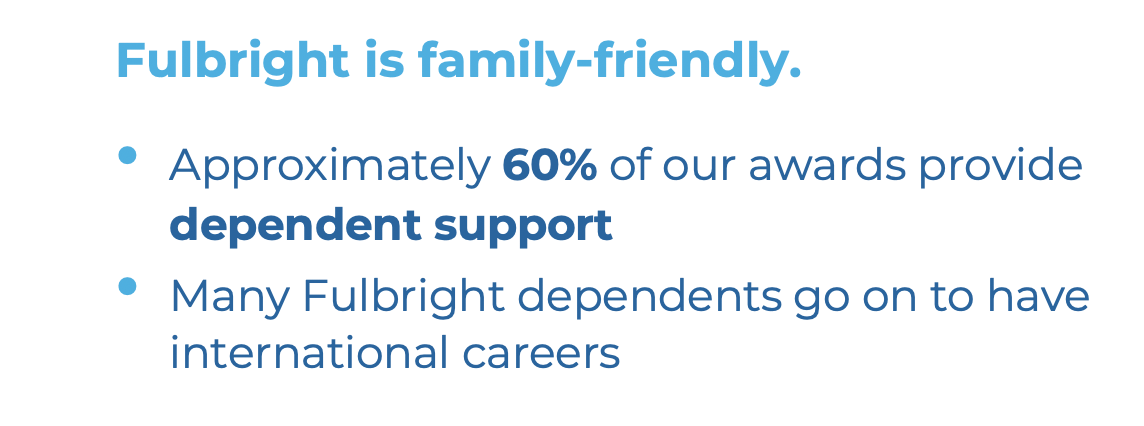 Fulbright is family-friendly.
• Approximately 60% of our awards provide
dependent support
• Many Fulbright dependents go on to have
international careers